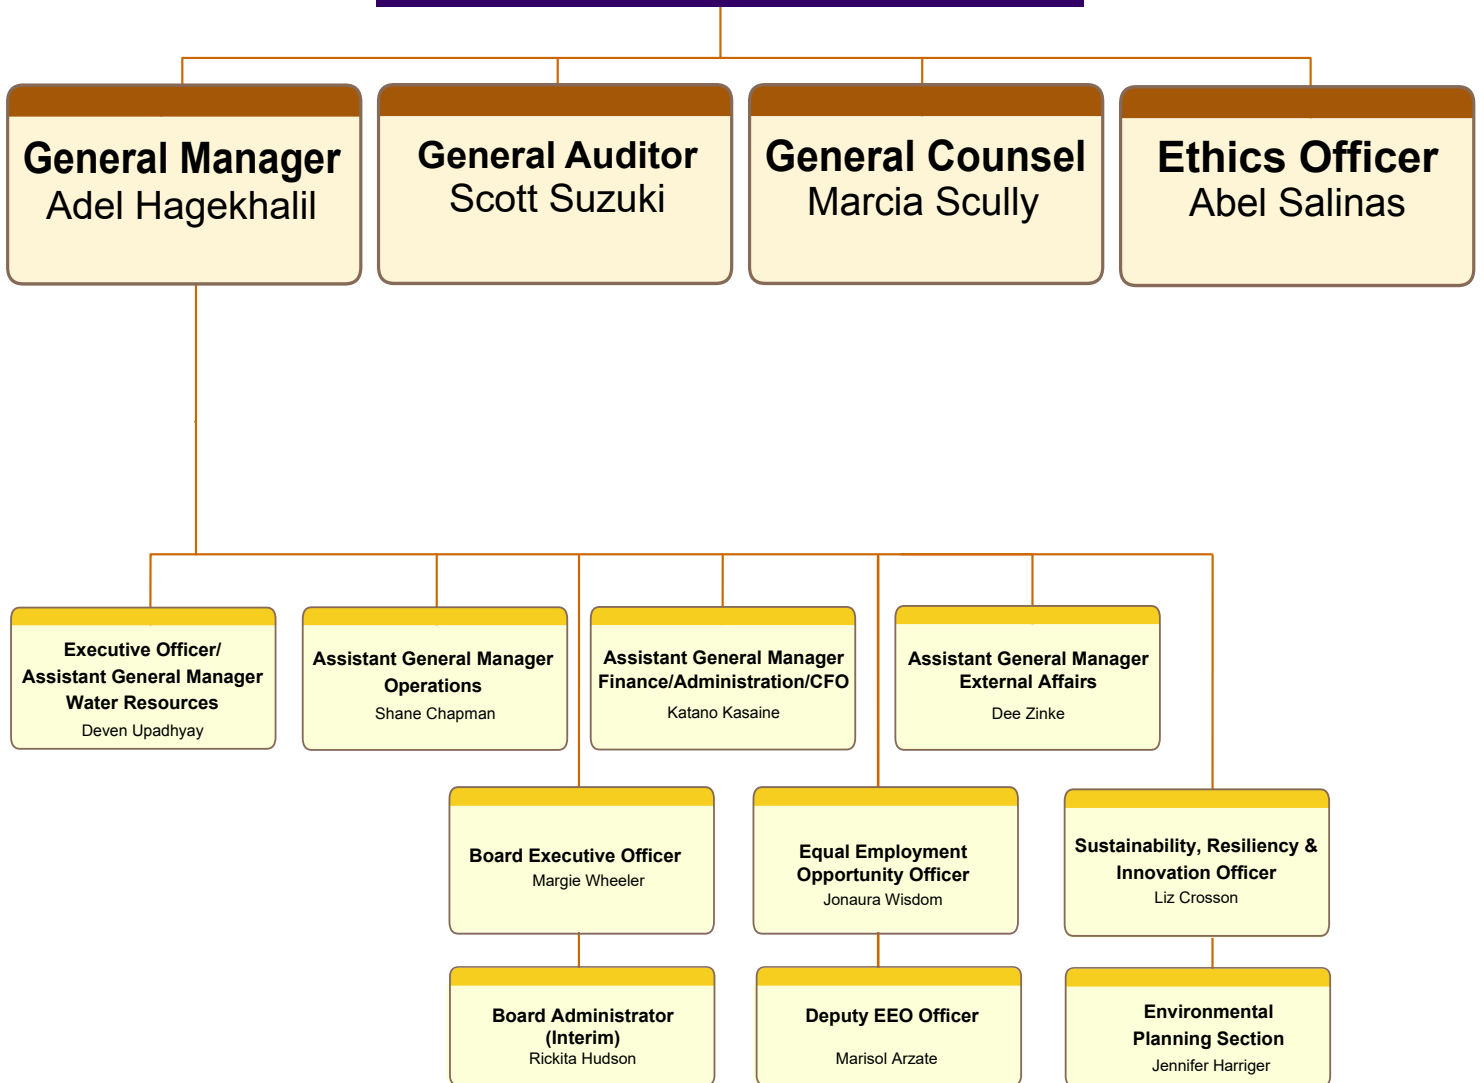 General Manager
Adel Hagekhalil
General Auditor
Scott Suzuki
General Counsel
Marcia Scully
Ethics Officer
Abel Salinas
Executive Officer/
Assistant General Manager
Water Resources
Deven Upadhyay
Assistant General Manager
Operations
Shane Chapman
Assistant General Manager
Finance/Administration/CFO
Katano Kasaine
Assistant General Manager
External Affairs
Dee Zinke
Board Executive Officer
Margie Wheeler
Equal Employment
Opportunity Officer
Jonaura Wisdom
Sustainability, Resiliency &
Innovation Officer
Liz Crosson
Board Administrator
(Interim)
Rickita Hudson
Deputy EEO Officer
Marisol Arzate
Environmental
Planning Section
Jennifer Harriger